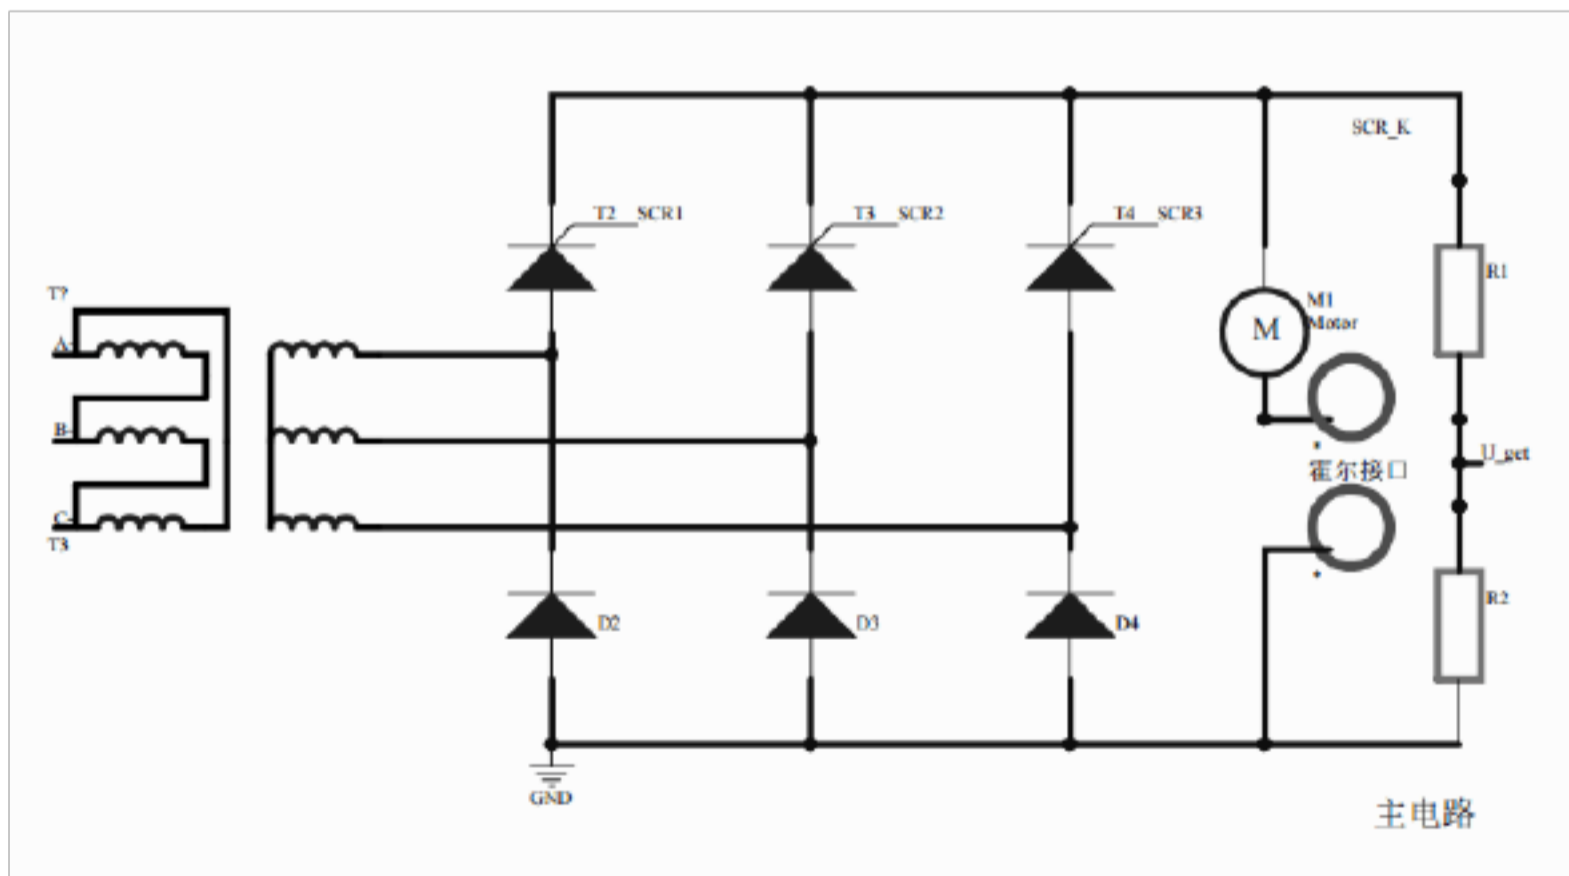 SCR_K
T2 SCR1
T3 SCR2
T4 SCR3
R1
T?
M1
Motor
M
A
B
U_get
霍尔接口
C
T3
R2
D2
D3
D4
GND
主电路